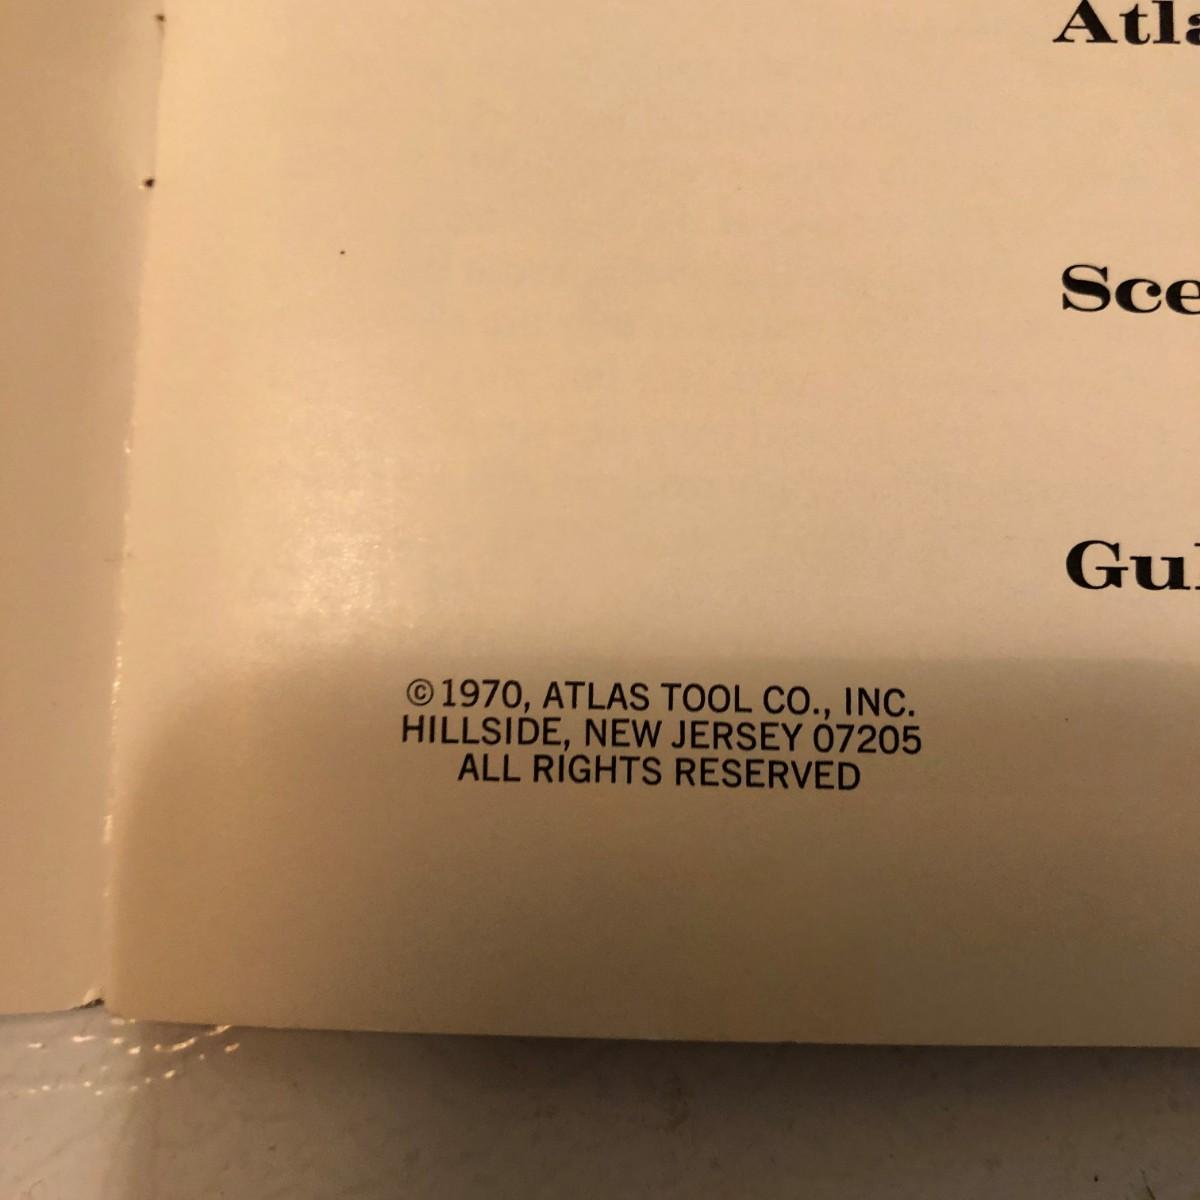 Atla
Sce
Gul
©1970, ATLAS TOOL CO., INC.
HILLSIDE, NEW JERSEY 07205
ALL RIGHTS RESERVED